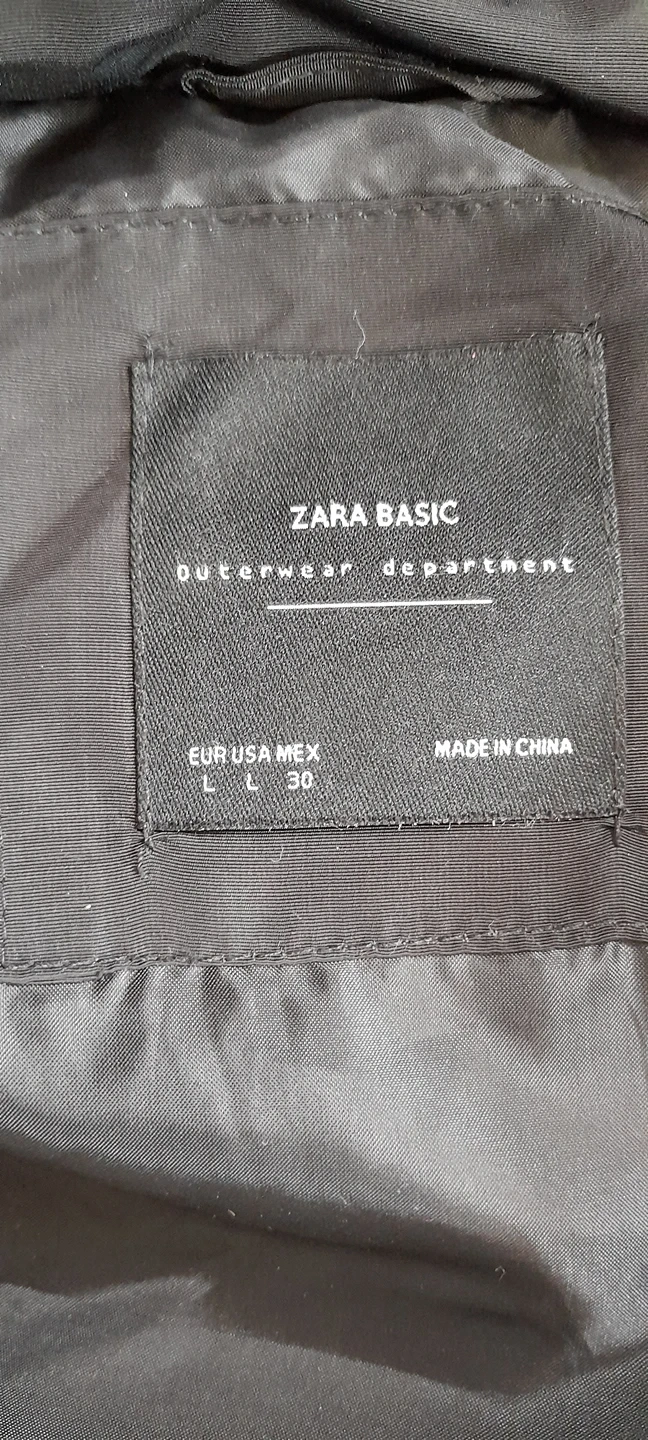 ZARA BASIC
Outerwear department
EUR USA MEX
L L 30
MADE IN CHINA